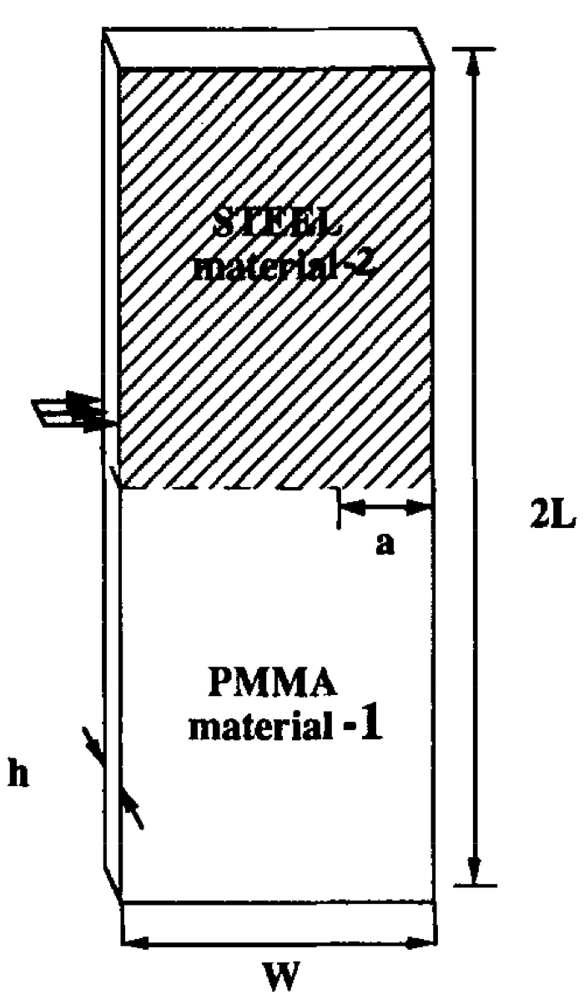 STEEL
material-2
2L
a
PMMA
material-1
h
W